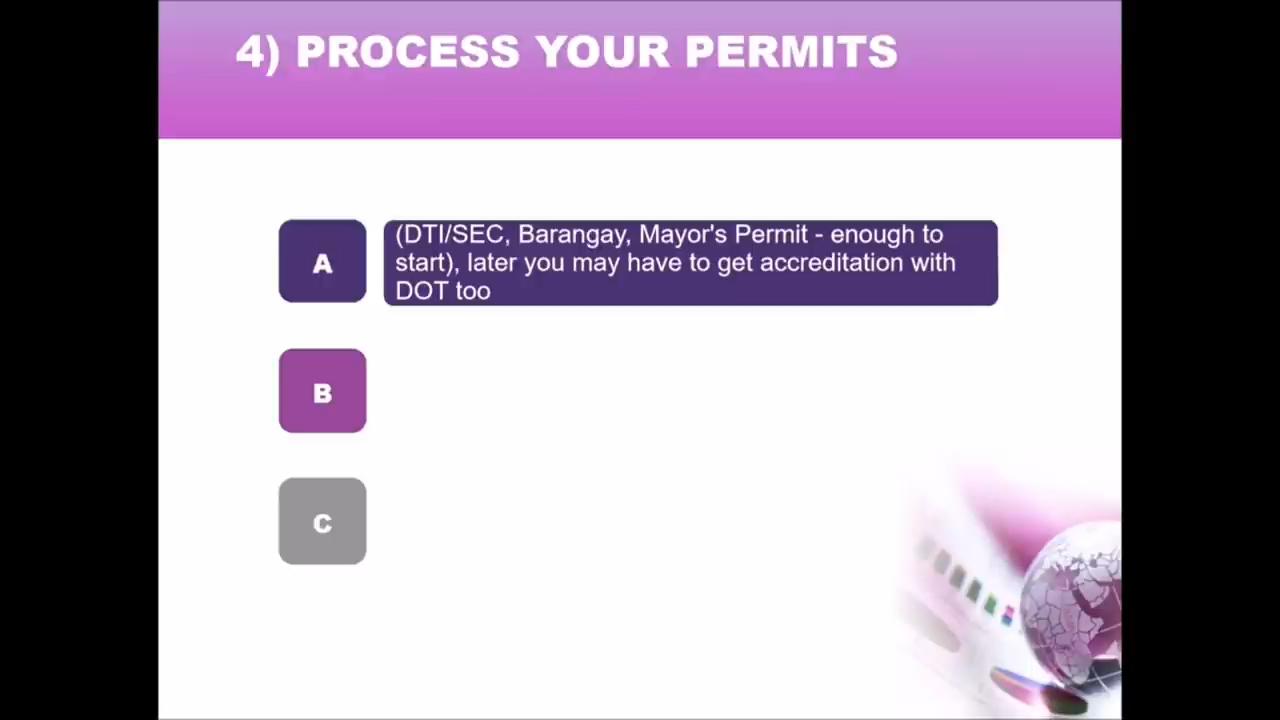 4) PROCESS YOUR PERMITS
A
(DTI/SEC, Barangay, Mayor's Permit - enough to
start), later you may have to get accreditation with
DOT too
B
C